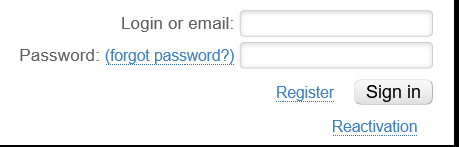 Login or email:
Password: (forgot password?)
Register Sign in
Reactivation